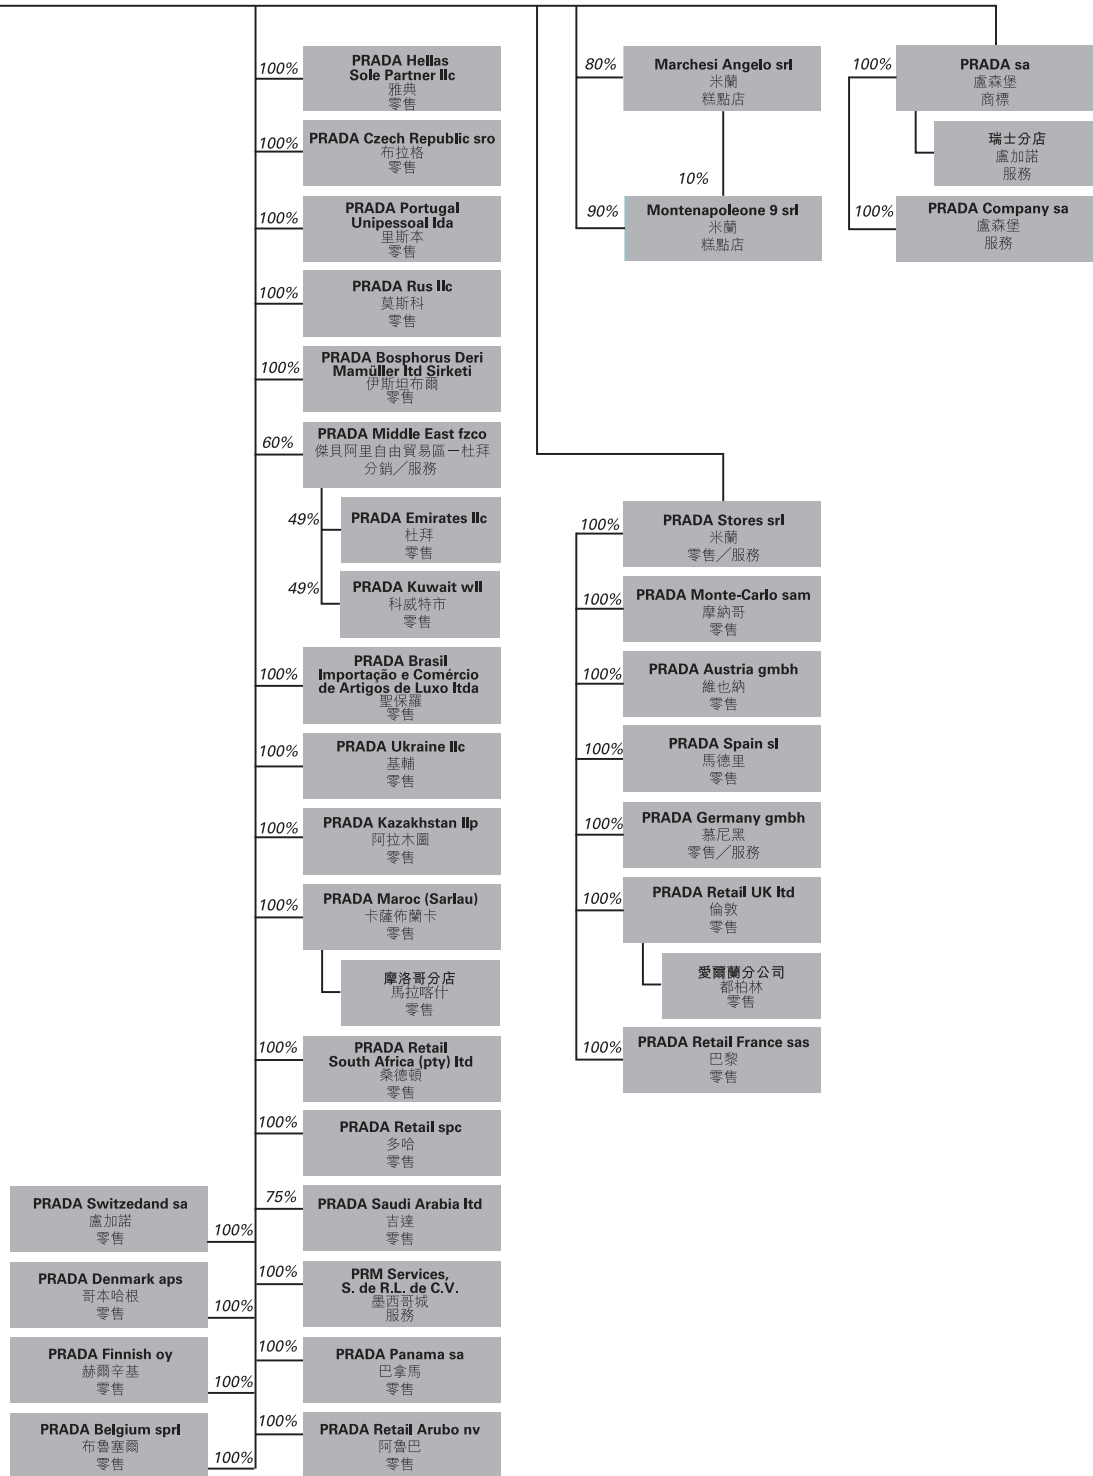 100%
PRADA Hellas
Sole Partner llc
雅典
零售
100%
PRADA Czech Republic sro
布拉格
零售
100%
PRADA Portugal
Unipessoal lda
里斯本
零售
100%
PRADA Rus llc
莫斯科
零售
100%
PRADA Bosphorus Deri
Mamüller ltd Sirketi
伊斯坦布爾
零售
60%
PRADA Middle East fzco
傑貝阿里自由貿易區－杜拜
分銷／服務
49%
PRADA Emirates llc
杜拜
零售
49%
PRADA Kuwait wll
科威特市
零售
100%
PRADA Brasil
Importação e Comércio
de Artigos de Luxo ltda
聖保羅
零售
100%
PRADA Ukraine llc
基輔
零售
100%
PRADA Kazakhstan llp
阿拉木圖
零售
100%
PRADA Maroc (Sarlau)
卡薩佈蘭卡
零售
摩洛哥分店
馬拉喀什
零售
100%
PRADA Retail
South Africa (pty) ltd
桑德頓
零售
100%
PRADA Retail spc
多哈
零售
75%
PRADA Saudi Arabia ltd
吉達
零售
100%
PRM Services,
S. de R.L. de C.V.
墨西哥城
服務
100%
PRADA Panama sa
巴拿馬
零售
100%
PRADA Retail Arubo nv
阿魯巴
零售
PRADA Switzedand sa
盧加諾
零售
100%
PRADA Denmark aps
哥本哈根
零售
100%
PRADA Finnish oy
赫爾辛基
零售
100%
PRADA Belgium sprl
布魯塞爾
零售
100%
80%
Marchesi Angelo srl
米蘭
糕點店
10%
90%
Montenapoleone 9 srl
米蘭
糕點店
100%
PRADA sa
盧森堡
商標
瑞士分店
盧加諾
服務
100%
PRADA Company sa
盧森堡
服務
100%
PRADA Stores srl
米蘭
零售／服務
100%
PRADA Monte-Carlo sam
摩納哥
零售
100%
PRADA Austria gmbh
維也納
零售
100%
PRADA Spain sl
馬德里
零售
100%
PRADA Germany gmbh
慕尼黑
零售／服務
100%
PRADA Retail UK ltd
倫敦
零售
愛爾蘭分公司
都柏林
零售
100%
PRADA Retail France sas
巴黎
零售